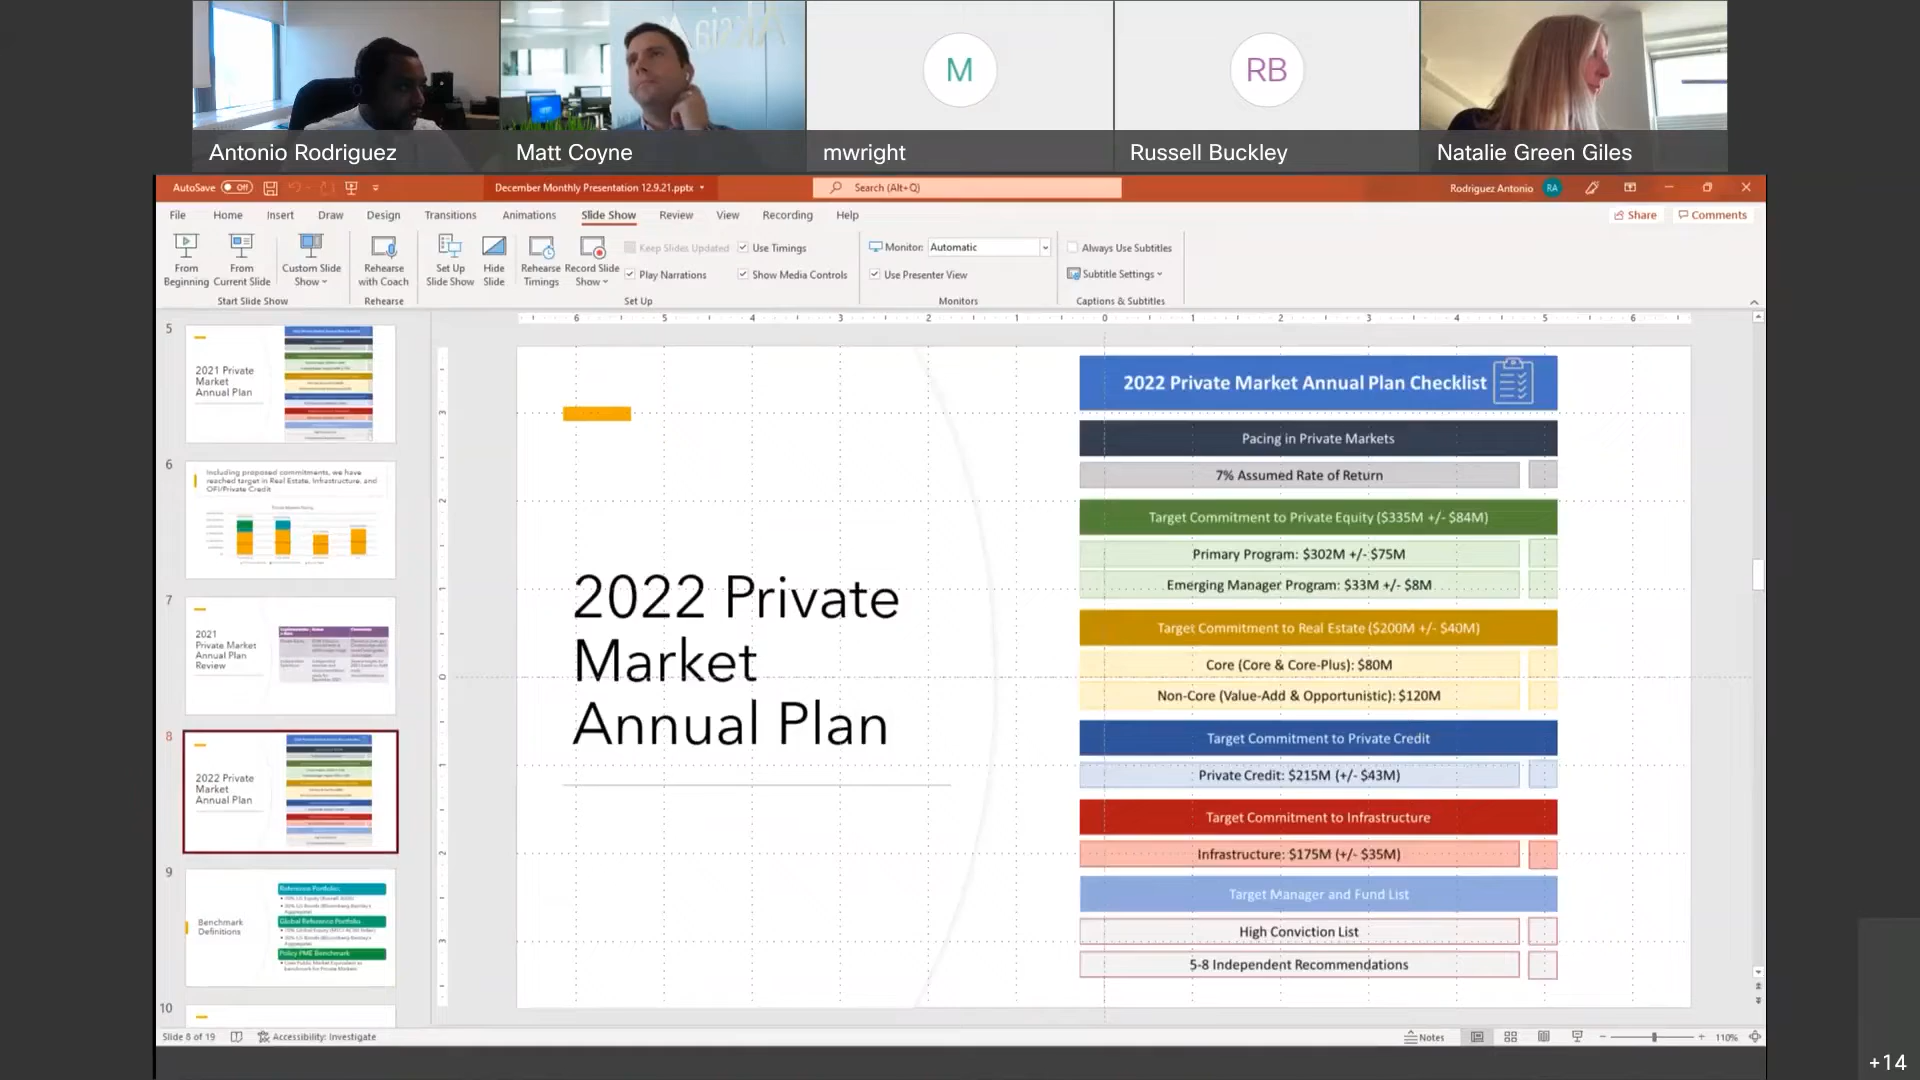 Antonio Rodriguez
Matt Coyne
M
mwright
RB
Russell Buckley
Natalie Green Giles
AutoSave Off
December Monthly Presentation 12.9.21.pptx
Search (Alt+Q)
Rodriguez Antonio RA
File Home Insert Draw Design Transitions Animations Slide Show Review View Recording Help
Share Comments
From Beginning
From Current Slide
Custom Slide Show
Rehearse with Coach
Set Up Slide Show
Hide Slide
Rehearse Timings
Record Slide Show
Keep Slides Updated
Play Narrations
Use Timings
Show Media Controls
Monitor: Automatic
Use Presenter View
Always Use Subtitles
Subtitle Settings
Start Slide Show Rehearse Set Up Monitors Captions & Subtitles
5
2021 Private
Market
Annual Plan
6
Including proposed commitments, we have
reached target in Real Estate, Infrastructure, and
OFI/Private Credit
7
2021
Private Market
Annual Plan
Review
8
2022 Private
Market
Annual Plan
9
Benchmark
Definitions
Reference Portfolio:
Global Reference Portfolio
Policy PME Benchmark
10
2022 Private
Market
Annual Plan
2022 Private Market Annual Plan Checklist
Pacing in Private Markets
7% Assumed Rate of Return
Target Commitment to Private Equity ($335M +/- $84M)
Primary Program: $302M +/- $75M
Emerging Manager Program: $33M +/- $8M
Target Commitment to Real Estate ($200M +/- $40M)
Core (Core & Core-Plus): $80M
Non-Core (Value-Add & Opportunistic): $120M
Target Commitment to Private Credit
Private Credit: $215M (+/- $43M)
Target Commitment to Infrastructure
Infrastructure: $175M (+/- $35M)
Target Manager and Fund List
High Conviction List
5-8 Independent Recommendations
Slide 8 of 19
Accessibility: Investigate
Notes
110%
+14